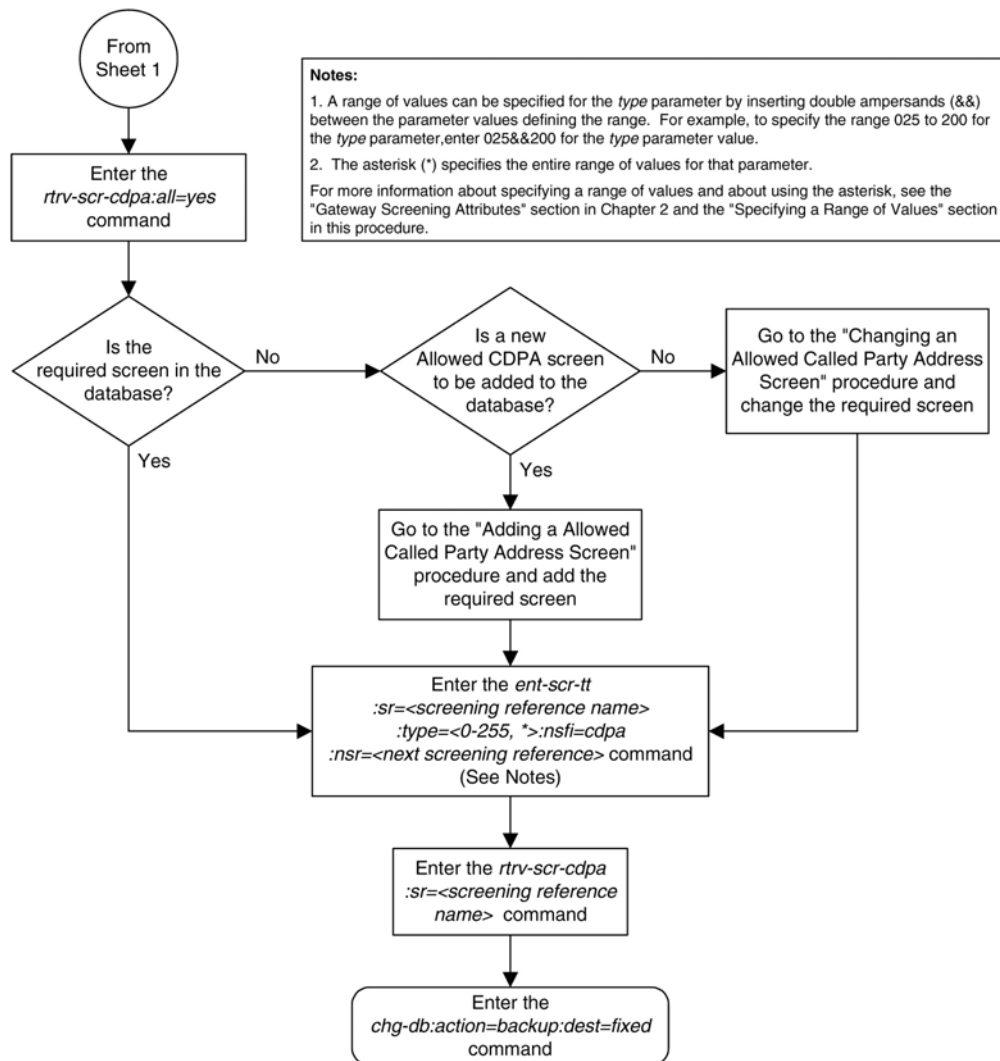 From
Sheet 1
Notes:
1. A range of values can be specified for the type parameter by inserting double ampersands (&&)
between the parameter values defining the range. For example, to specify the range 025 to 200 for
the type parameter,enter 025&&200 for the type parameter value.
2. The asterisk (*) specifies the entire range of values for that parameter.
For more information about specifying a range of values and about using the asterisk, see the
"Gateway Screening Attributes" section in Chapter 2 and the "Specifying a Range of Values" section
in this procedure.
Enter the
rtrv-scr-cdpa:all=yes
command
Is the
required screen in the
database?
No
Yes
Is a new
Allowed CDPA screen
to be added to the
database?
No
Yes
Go to the "Changing an
Allowed Called Party Address
Screen" procedure and
change the required screen
Go to the "Adding a Allowed
Called Party Address Screen"
procedure and add the
required screen
Enter the ent-scr-tt
:sr=<screening reference name>
:type=<0-255, *>:nsfi=cdpa
:nsr=<next screening reference> command
(See Notes)
Enter the rtrv-scr-cdpa
:sr=<screening reference
name> command
Enter the
chg-db:action=backup:dest=fixed
command